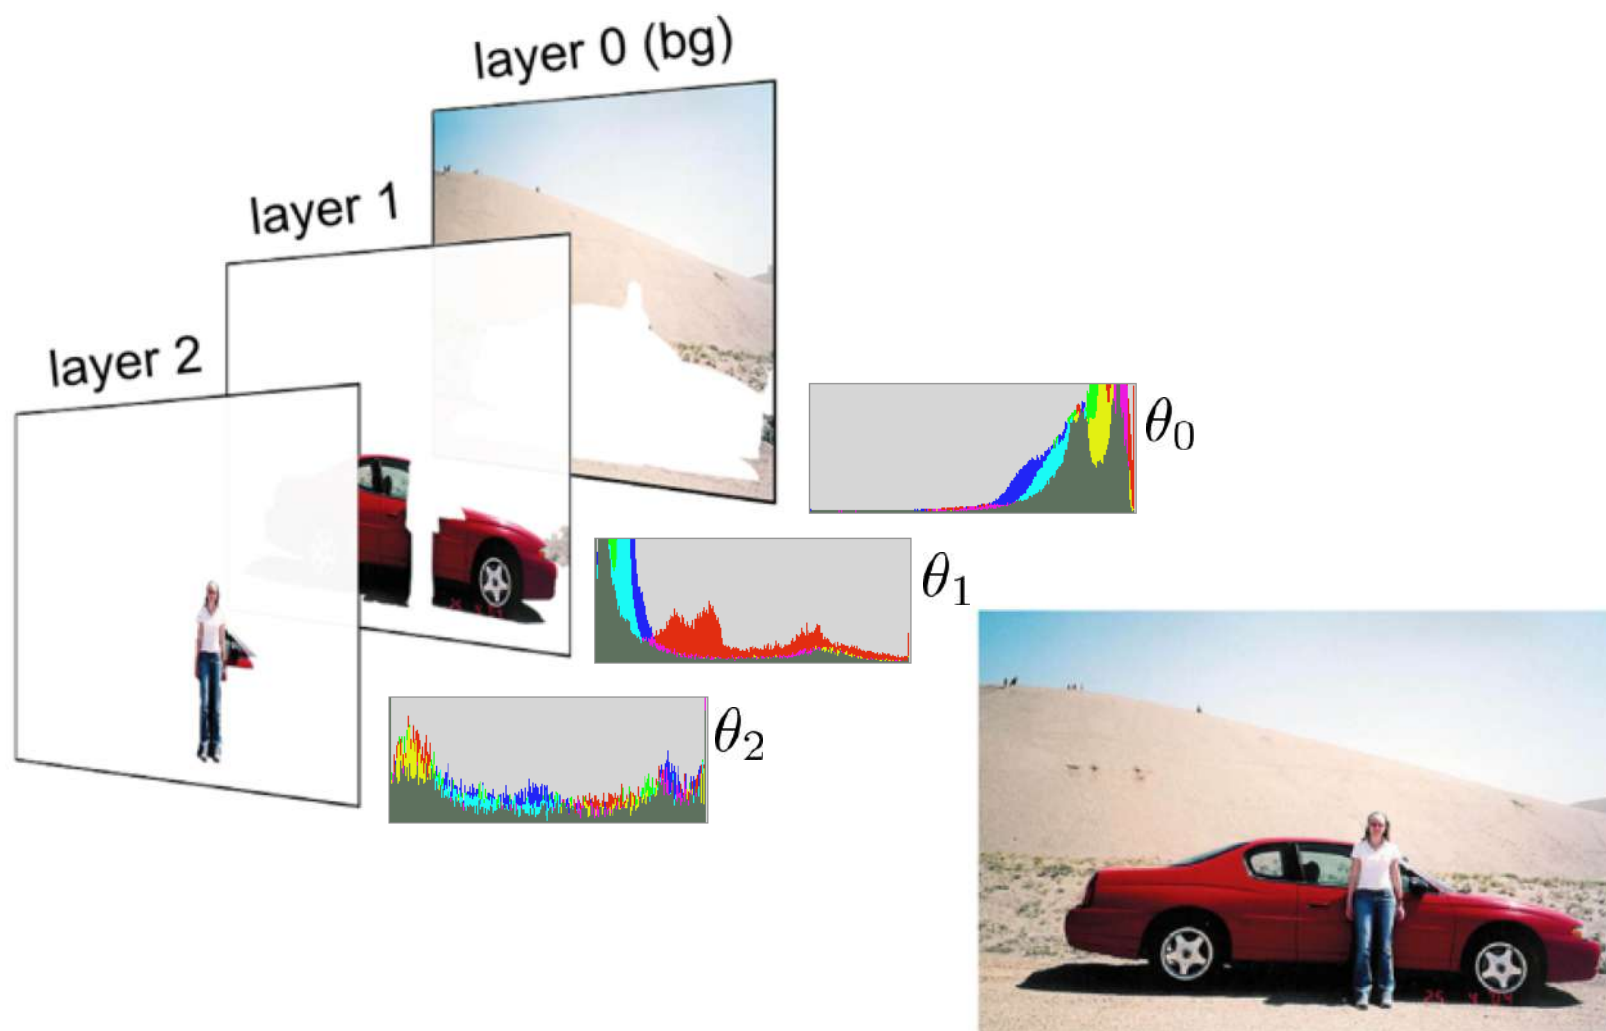 layer 0 (bg)
layer 1
layer 2
θ₀
θ₁
θ₂